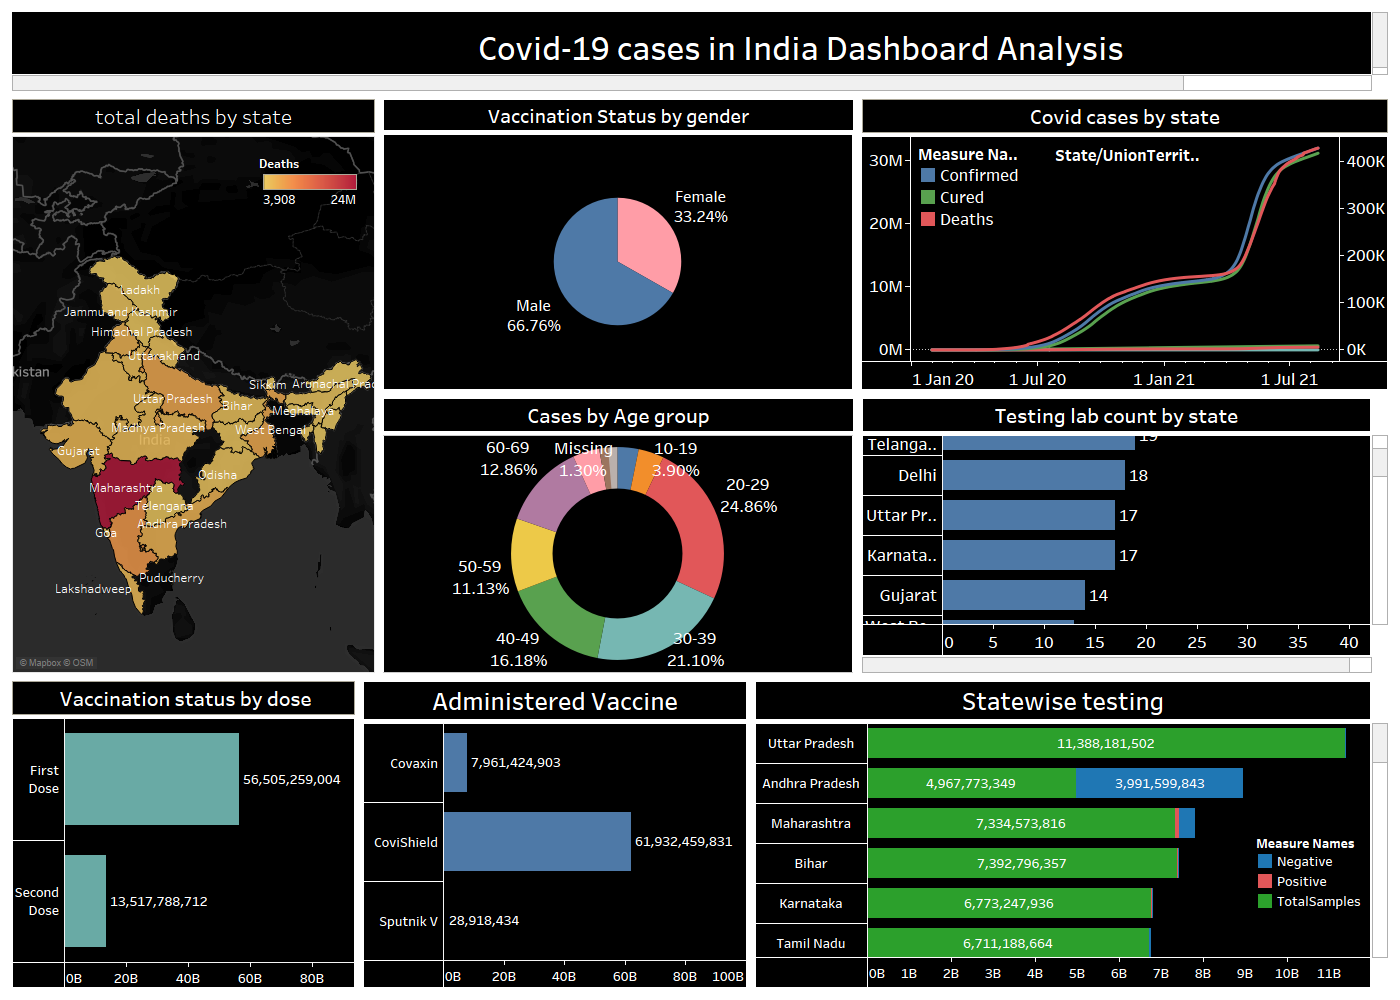 Covid-19 cases in India Dashboard Analysis
total deaths by state
Deaths
3,908 24M
Ladakh
Jammu and Kashmir
Himachal Pradesh
Uttarakhand
kistan
Sikkim Arunachal Prad
Uttar Pradesh
Bihar
Meghalaya
Madhya Pradesh
West Bengal
India
Gujarat
Odisha
Maharashtra
Telengana
Andhra Pradesh
Goa
Puducherry
Lakshadweep
© Mapbox © OSM
Vaccination Status by gender
Female
33.24%
Male
66.76%
Covid cases by state
Measure Na..
State/UnionTerrit..
Confirmed
Cured
Deaths
30M
20M
10M
0M
400K
300K
200K
100K
0K
1 Jan 20 1 Jul 20 1 Jan 21 1 Jul 21
Cases by Age group
60-69
12.86%
Missing
1.30%
10-19
3.90%
20-29
24.86%
50-59
11.13%
40-49
16.18%
30-39
21.10%
Testing lab count by state
Telanga.. 19
Delhi 18
Uttar Pr.. 17
Karnata.. 17
Gujarat 14
West Be..
0 5 10 15 20 25 30 35 40
Vaccination status by dose
First
Dose
56,505,259,004
Second
Dose
13,517,788,712
0B 20B 40B 60B 80B
Administered Vaccine
Covaxin 7,961,424,903
CoviShield 61,932,459,831
Sputnik V 28,918,434
0B 20B 40B 60B 80B 100B
Statewise testing
Uttar Pradesh 11,388,181,502
Andhra Pradesh 4,967,773,349 3,991,599,843
Maharashtra 7,334,573,816
Bihar 7,392,796,357
Karnataka 6,773,247,936
Tamil Nadu 6,711,188,664
Measure Names
Negative
Positive
TotalSamples
0B 1B 2B 3B 4B 5B 6B 7B 8B 9B 10B 11B